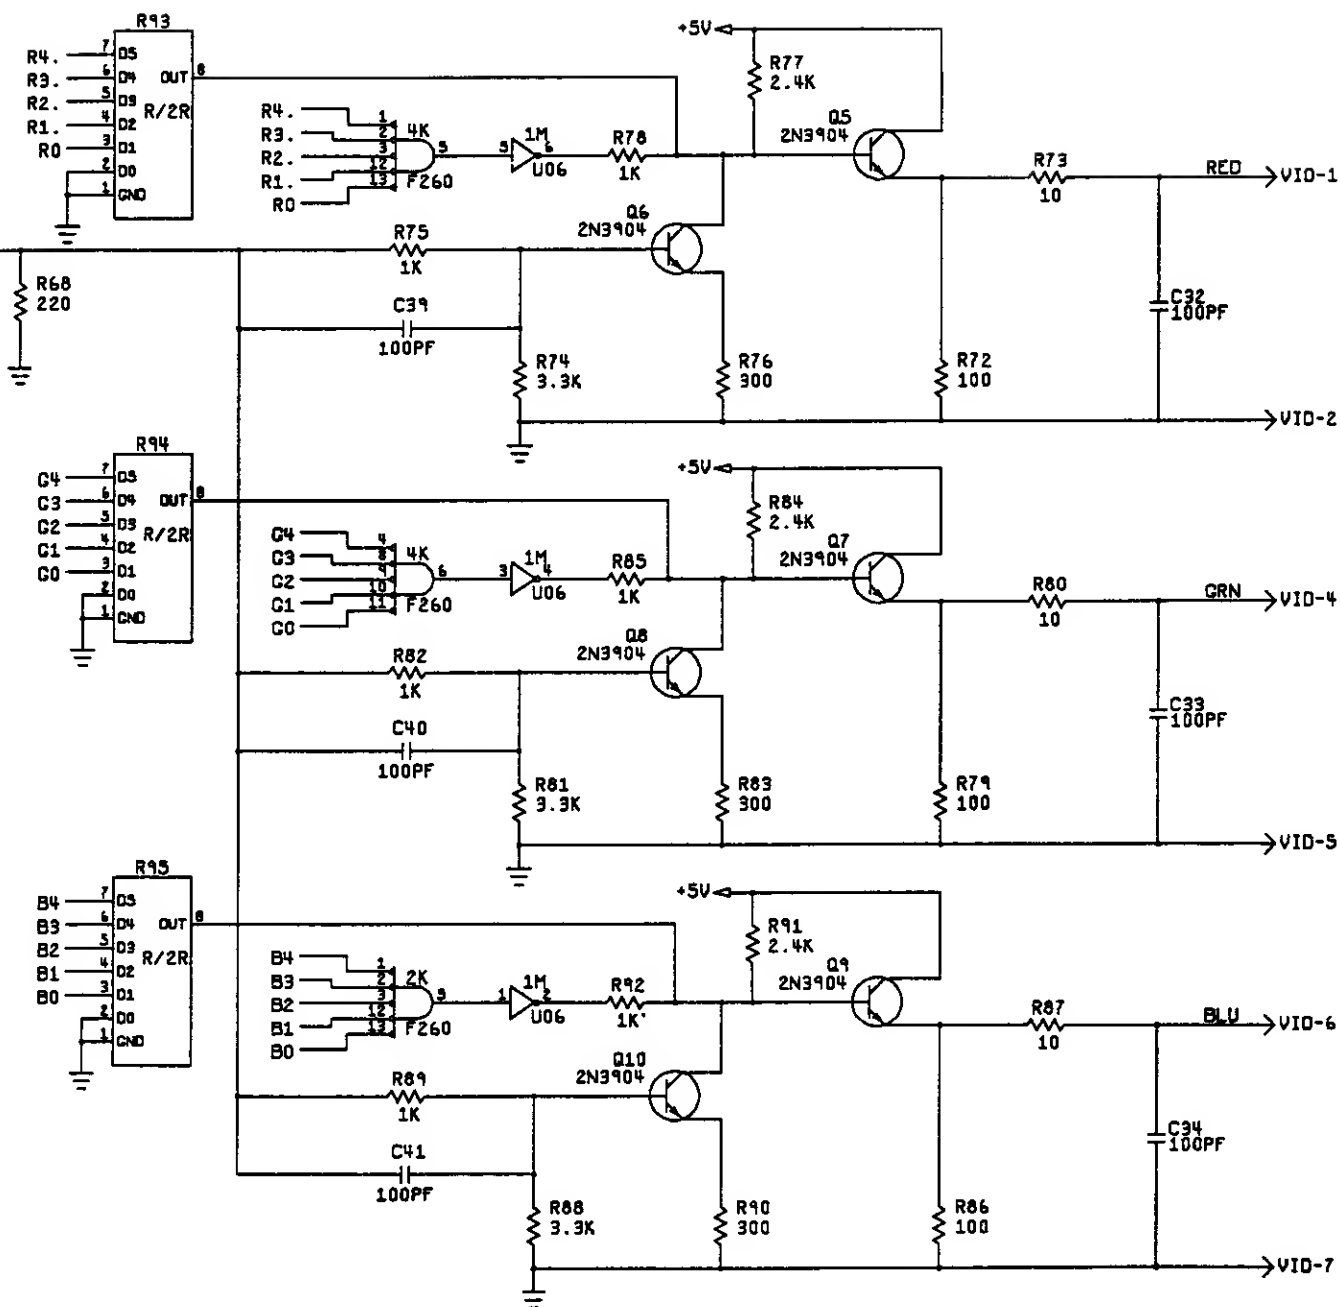 R93
R4. 7 D5
R3. 6 D4 OUT 8
R2. 5 D3
R1. 4 D2 R/2R
R0 3 D1
2 D0
1 GND
R4. 1
R3. 2 4K
R2. 3 5
R1. 12
R0 13 F260
5 1M 6
U06
R78
1K
+5V
R77
2.4K
Q5
2N3904
R73
10
RED
VID-1
Q6
2N3904
R75
1K
R68
220
C39
100PF
R74
3.3K
R76
300
R72
100
C32
100PF
VID-2
R94
G4 7 D5
G3 6 D4 OUT 8
G2 5 D3
G1 4 D2 R/2R
G0 3 D1
2 D0
1 GND
G4 4
G3 8 4K
G2 9 6
G1 10
G0 11 F260
3 1M 4
U06
R85
1K
+5V
R84
2.4K
Q7
2N3904
R80
10
GRN
VID-4
Q8
2N3904
R82
1K
C40
100PF
R81
3.3K
R83
300
R79
100
C33
100PF
VID-5
R95
B4 7 D5
B3 6 D4 OUT 8
B2 5 D3
B1 4 D2 R/2R
B0 3 D1
2 D0
1 GND
B4 1
B3 2 2K
B2 3 5
B1 12
B0 13 F260
1 1M 2
U06
R92
1K'
+5V
R91
2.4K
Q9
2N3904
R87
10
BLU
VID-6
Q10
2N3904
R89
1K
C41
100PF
R88
3.3K
R90
300
R86
100
C34
100PF
VID-7